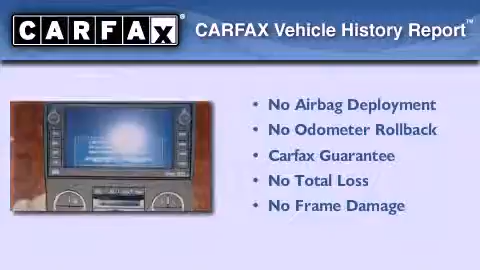 CARFAX
CARFAX Vehicle History Report™
• No Airbag Deployment
• No Odometer Rollback
• Carfax Guarantee
• No Total Loss
• No Frame Damage